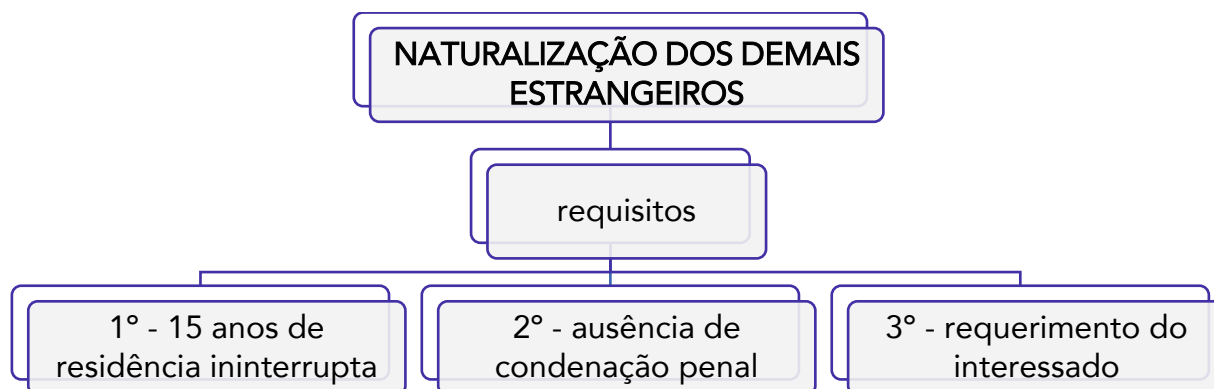 NATURALIZAÇÃO DOS DEMAIS
ESTRANGEIROS
requisitos
1° - 15 anos de
residência ininterrupta
2° - ausência de
condenação penal
3° - requerimento do
interessado